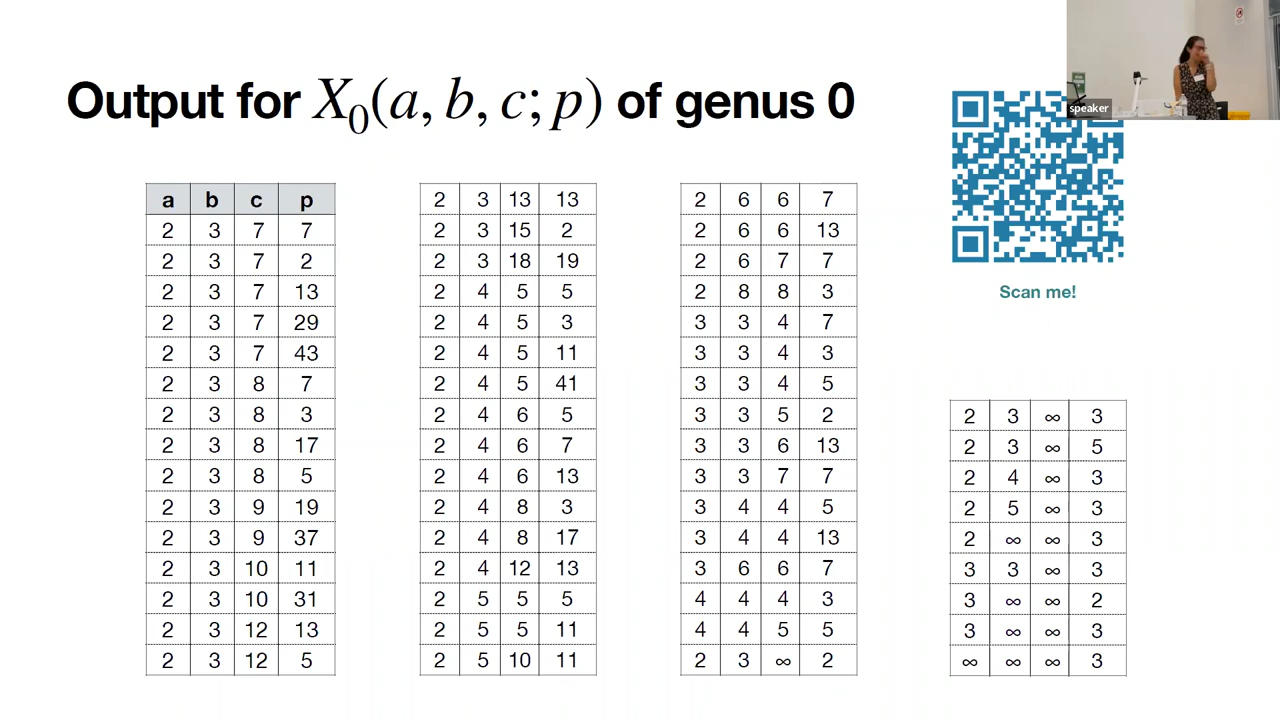 Output for X₀(a, b, c; p) of genus 0
speaker
a b c p
2 3 7 7
2 3 7 2
2 3 7 13
2 3 7 29
2 3 7 43
2 3 8 7
2 3 8 3
2 3 8 17
2 3 8 5
2 3 9 19
2 3 9 37
2 3 10 11
2 3 10 31
2 3 12 13
2 3 12 5
2 3 13 13
2 3 15 2
2 3 18 19
2 4 5 5
2 4 5 3
2 4 5 11
2 4 5 41
2 4 6 5
2 4 6 7
2 4 6 13
2 4 8 3
2 4 8 17
2 4 12 13
2 5 5 5
2 5 5 11
2 5 10 11
2 6 6 7
2 6 6 13
2 6 7 7
2 8 8 3
3 3 4 7
3 3 4 3
3 3 4 5
3 3 5 2
3 3 6 13
3 3 7 7
3 4 4 5
3 4 4 13
3 6 6 7
4 4 4 3
4 4 5 5
2 3 ∞ 2
Scan me!
2 3 ∞ 3
2 3 ∞ 5
2 4 ∞ 3
2 5 ∞ 3
2 ∞ ∞ 3
3 3 ∞ 3
3 ∞ ∞ 2
3 ∞ ∞ 3
∞ ∞ ∞ 3